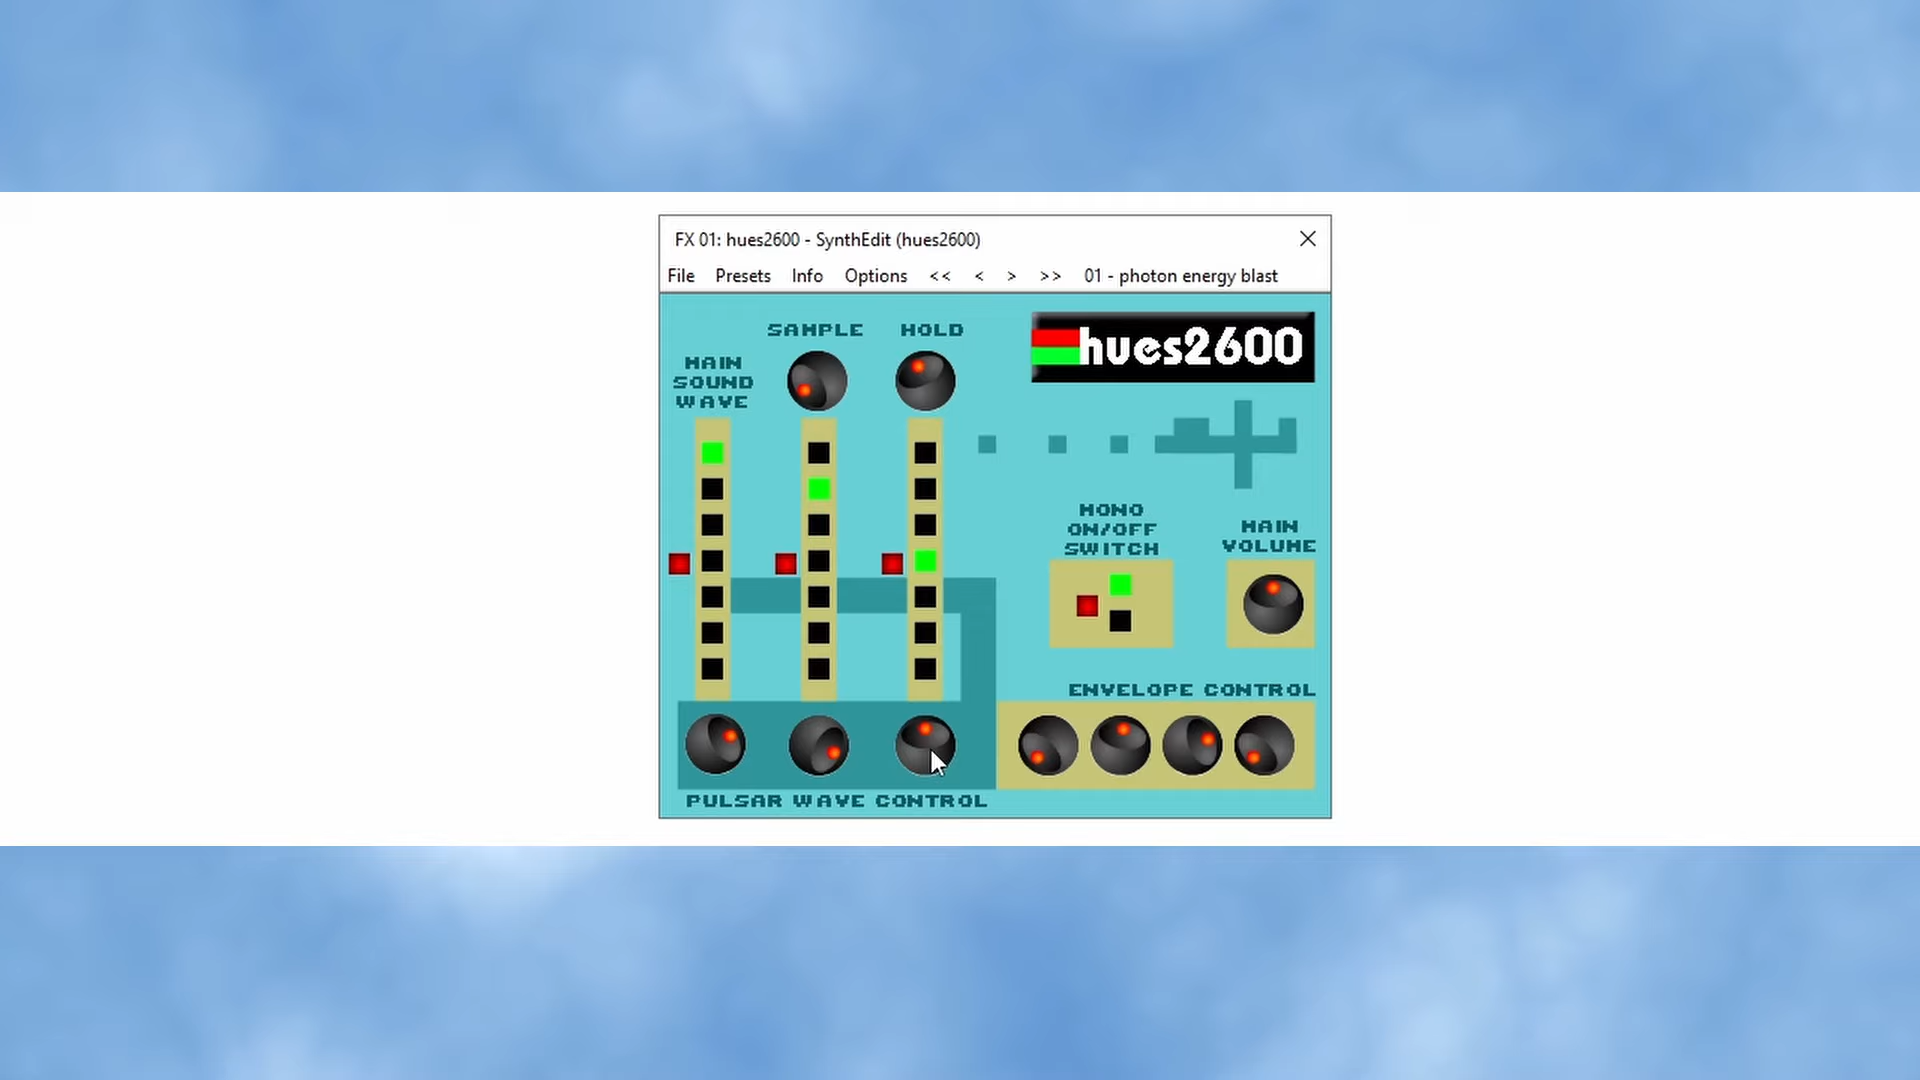 FX 01: hues2600 - SynthEdit (hues2600)
File Presets Info Options << < > >> 01 - photon energy blast
SAMPLE HOLD
hues2600
MAIN
SOUND
WAVE
MONO
ON/OFF
SWITCH
MAIN
VOLUME
ENVELOPE CONTROL
PULSAR WAVE CONTROL